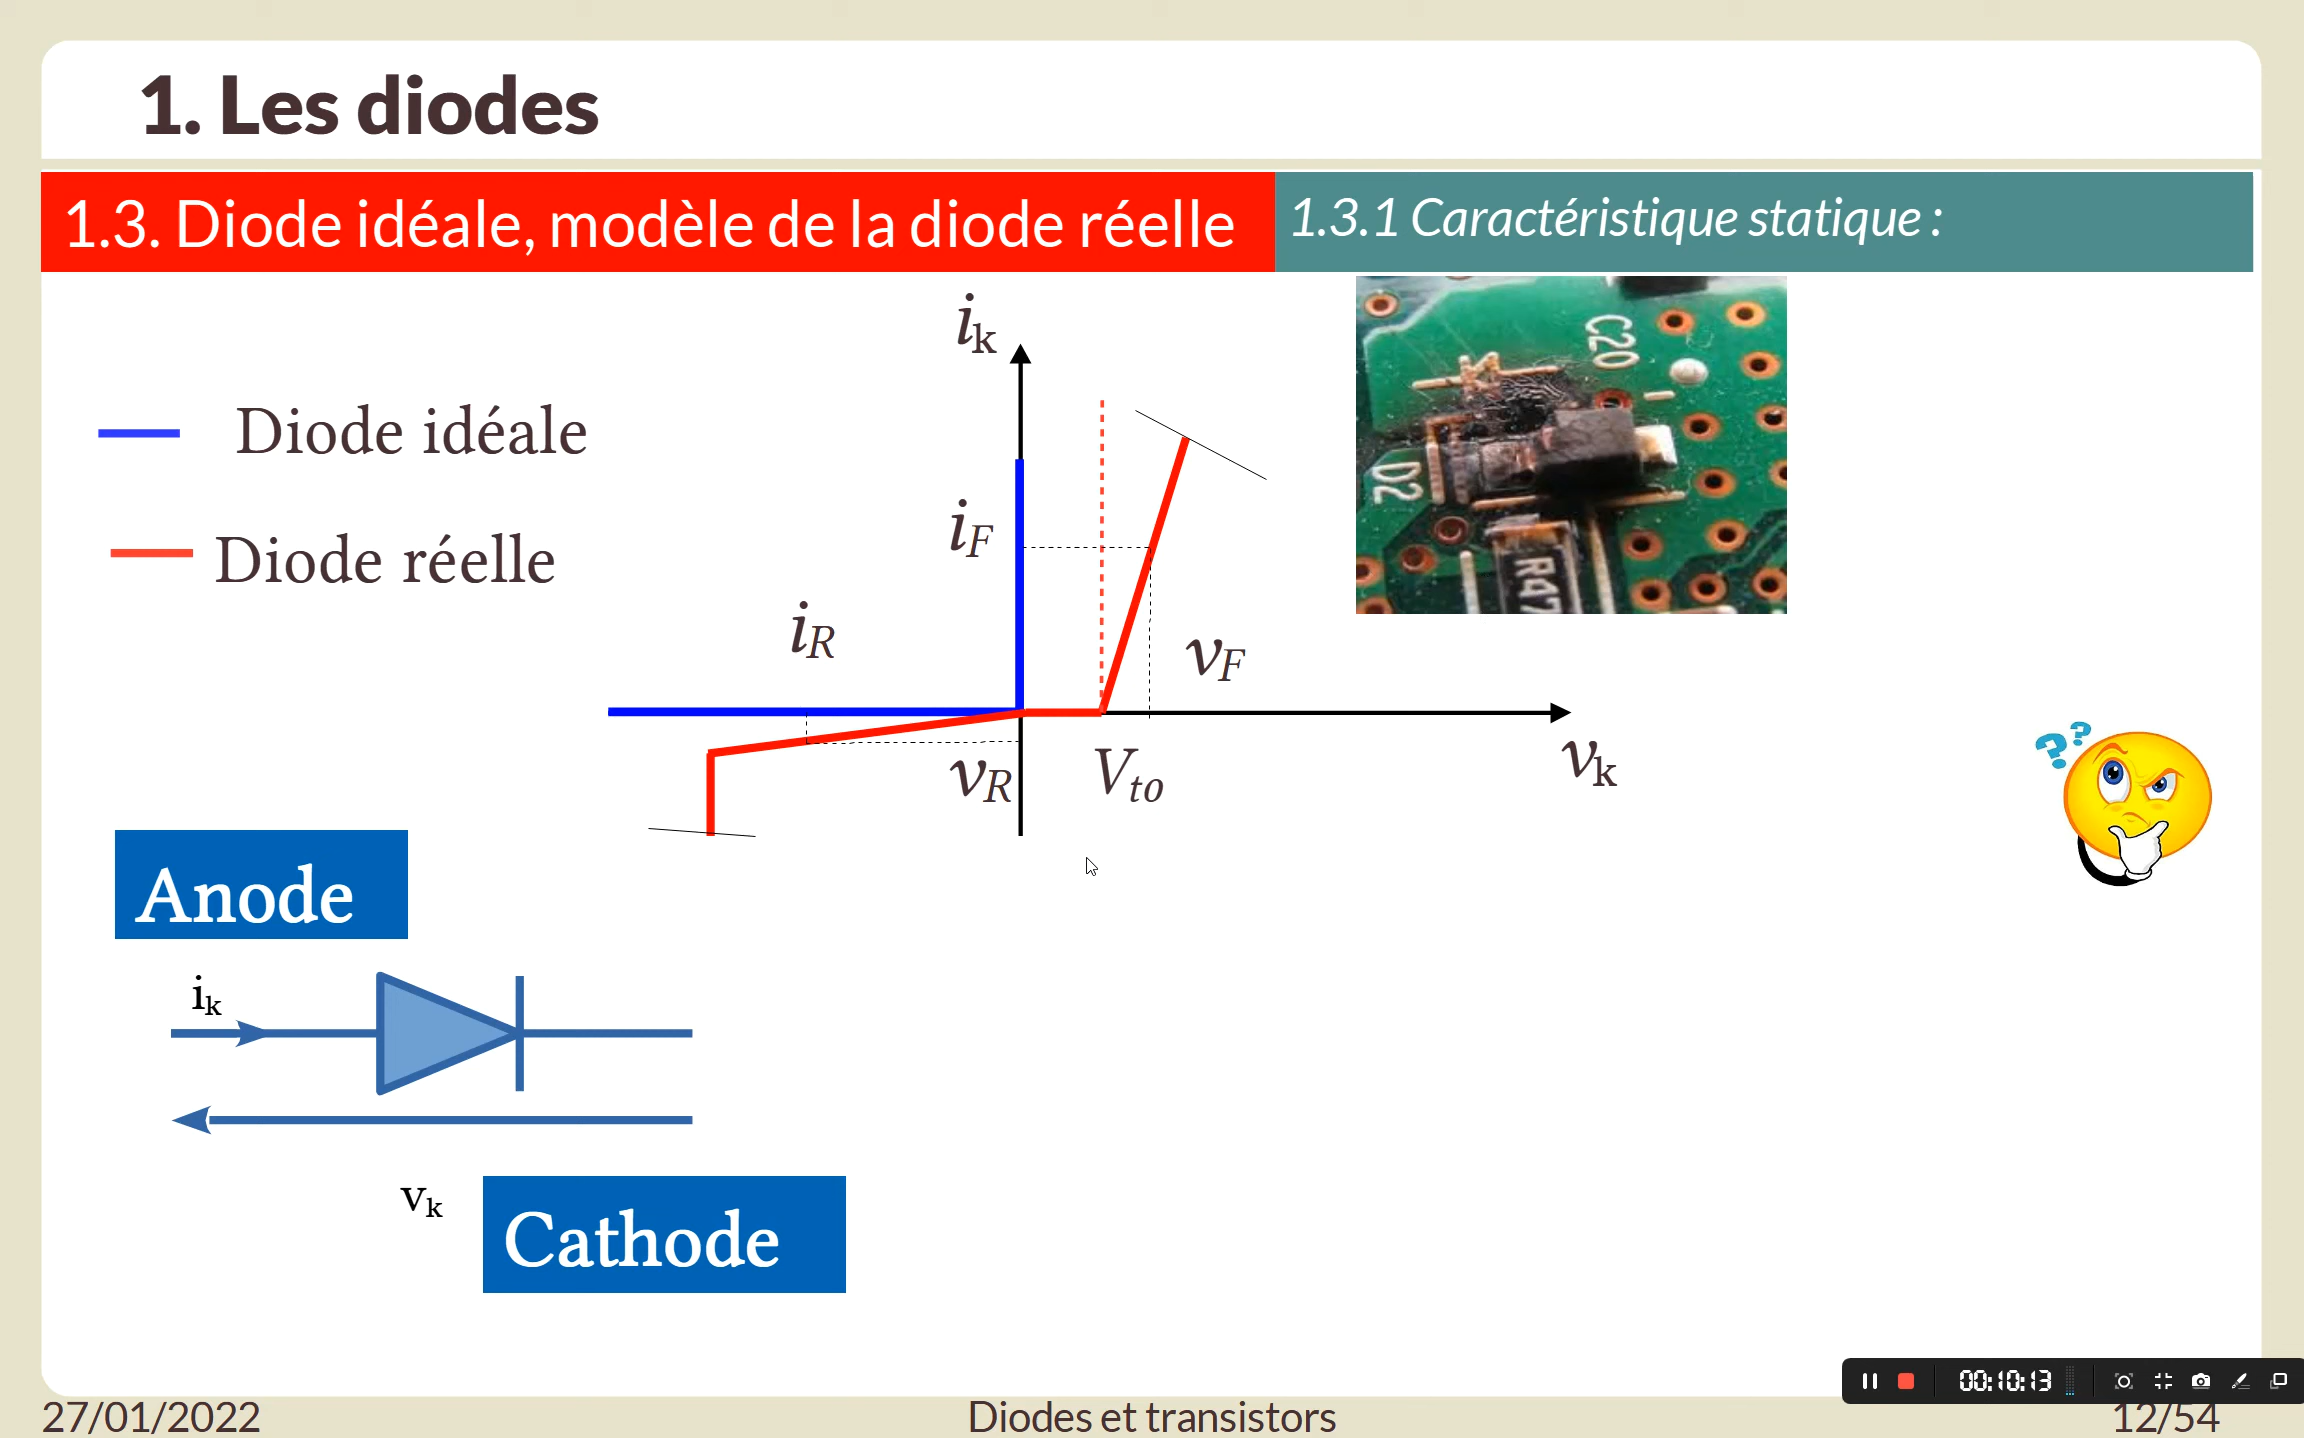 1. Les diodes
1.3. Diode idéale, modèle de la diode réelle
1.3.1 Caractéristique statique :
i_k
Diode idéale
Diode réelle
i_F
i_R
v_F
v_R
V_to
v_k
C20
D2
R47
? ?
Anode
i_k
v_k
Cathode
00:10:13
27/01/2022
Diodes et transistors
12/54